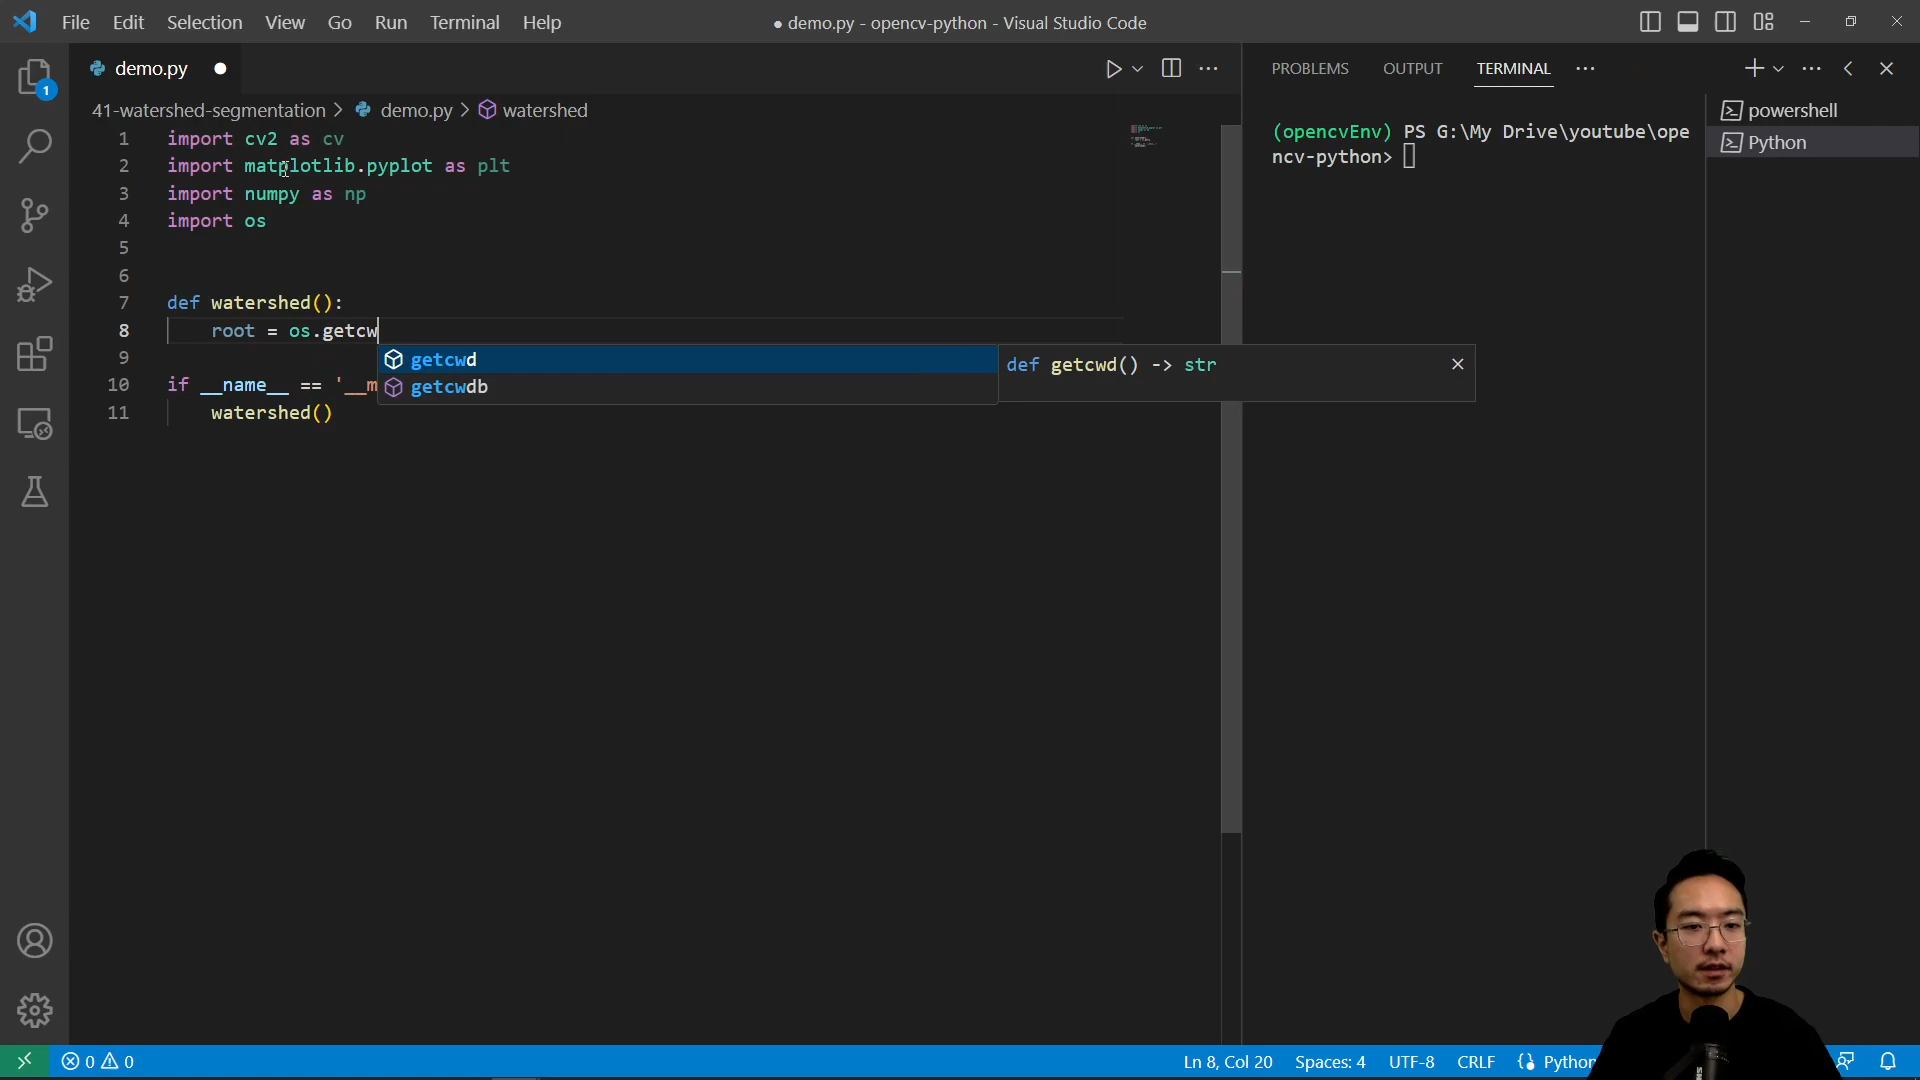 File Edit Selection View Go Run Terminal Help
● demo.py - opencv-python - Visual Studio Code
demo.py
PROBLEMS OUTPUT TERMINAL
1
41-watershed-segmentation > demo.py > watershed
1 import cv2 as cv
2 import matplotlib.pyplot as plt
3 import numpy as np
4 import os
5
6
7 def watershed():
8 root = os.getcw
9
10 if __name__ == '__m
11 watershed()
getcwd
getcwdb
def getcwd() -> str
(opencvEnv) PS G:\My Drive\youtube\ope
ncv-python>
powershell
Python
0 0
Ln 8, Col 20 Spaces: 4 UTF-8 CRLF Python